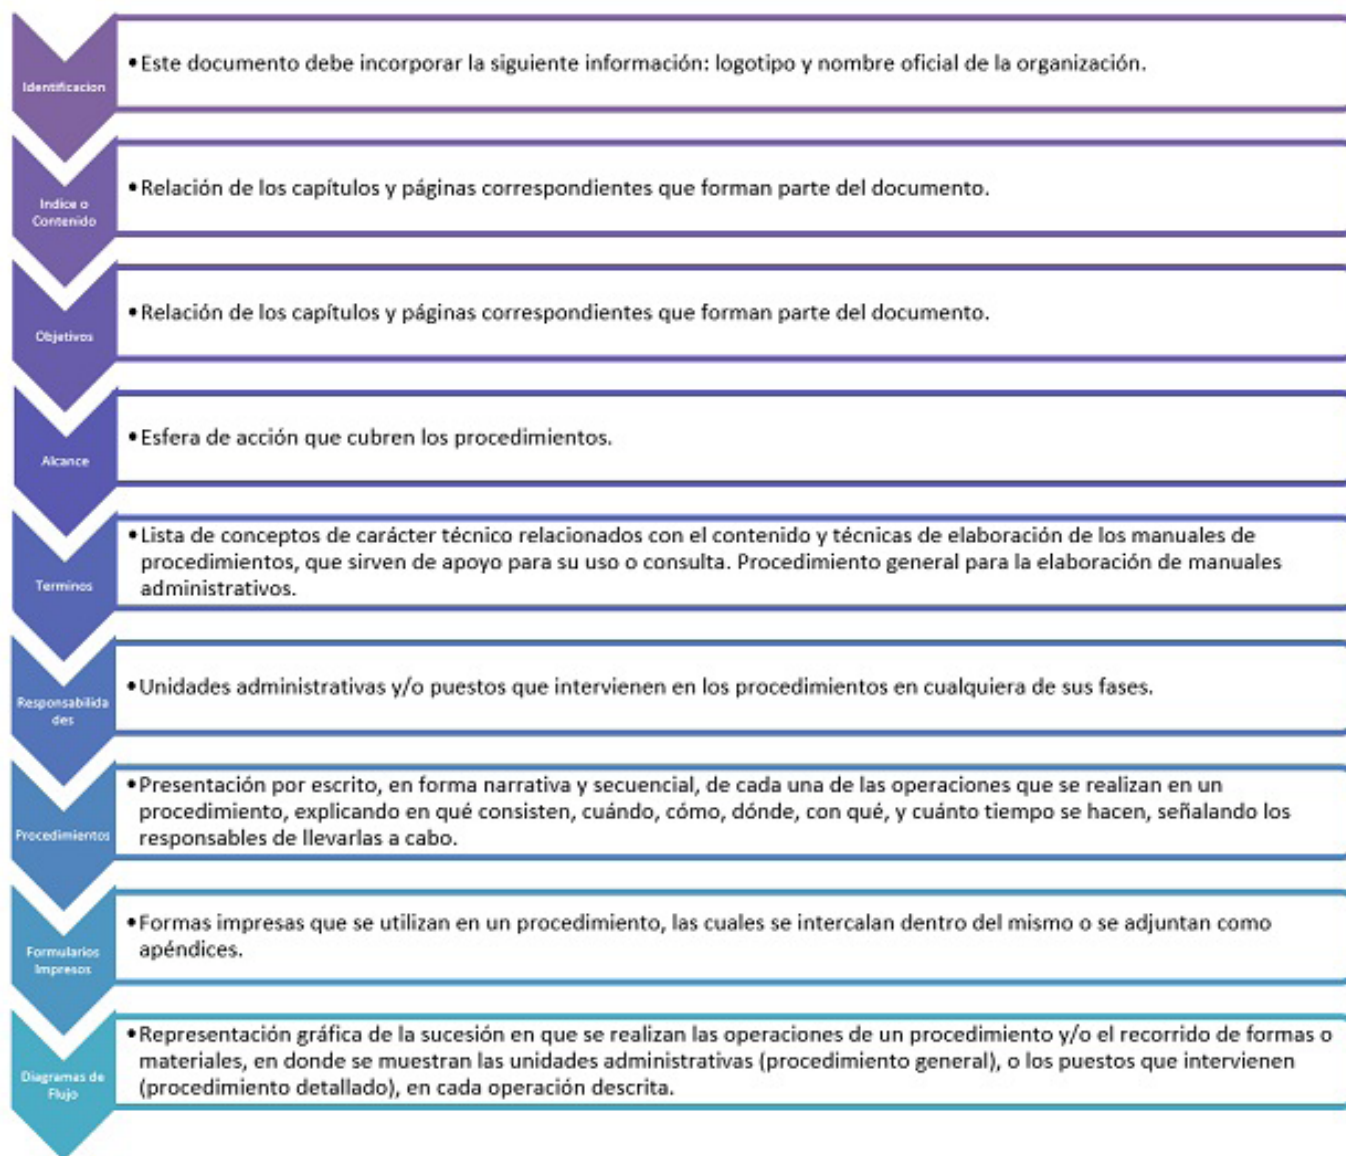 Identificacion
•Este documento debe incorporar la siguiente información: logotipo y nombre oficial de la organización.
Indice o
Contenido
•Relación de los capítulos y páginas correspondientes que forman parte del documento.
Objetivos
•Relación de los capítulos y páginas correspondientes que forman parte del documento.
Alcance
•Esfera de acción que cubren los procedimientos.
Terminos
•Lista de conceptos de carácter técnico relacionados con el contenido y técnicas de elaboración de los manuales de
procedimientos, que sirven de apoyo para su uso o consulta. Procedimiento general para la elaboración de manuales
administrativos.
Responsabilida
des
•Unidades administrativas y/o puestos que intervienen en los procedimientos en cualquiera de sus fases.
Procedimientos
•Presentación por escrito, en forma narrativa y secuencial, de cada una de las operaciones que se realizan en un
procedimiento, explicando en qué consisten, cuándo, cómo, dónde, con qué, y cuánto tiempo se hacen, señalando los
responsables de llevarlas a cabo.
Formularios
Impresos
•Formas impresas que se utilizan en un procedimiento, las cuales se intercalan dentro del mismo o se adjuntan como
apéndices.
Diagramas de
Flujo
•Representación gráfica de la sucesión en que se realizan las operaciones de un procedimiento y/o el recorrido de formas o
materiales, en donde se muestran las unidades administrativas (procedimiento general), o los puestos que intervienen
(procedimiento detallado), en cada operación descrita.